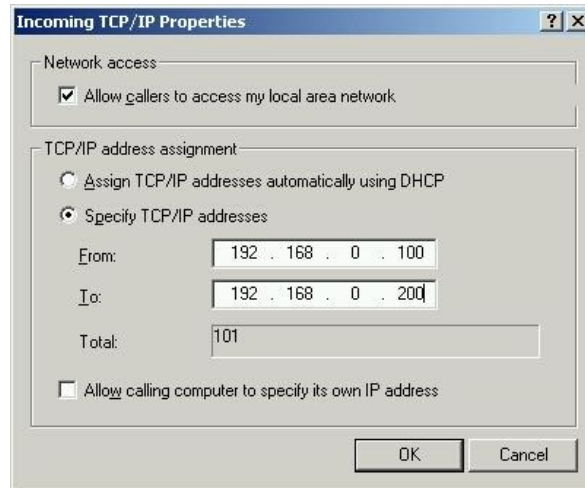 Incoming TCP/IP Properties
Network access
Allow callers to access my local area network
TCP/IP address assignment
Assign TCP/IP addresses automatically using DHCP
Specify TCP/IP addresses
From: 192 . 168 . 0 . 100
To: 192 . 168 . 0 . 200
Total: 101
Allow calling computer to specify its own IP address
OK Cancel